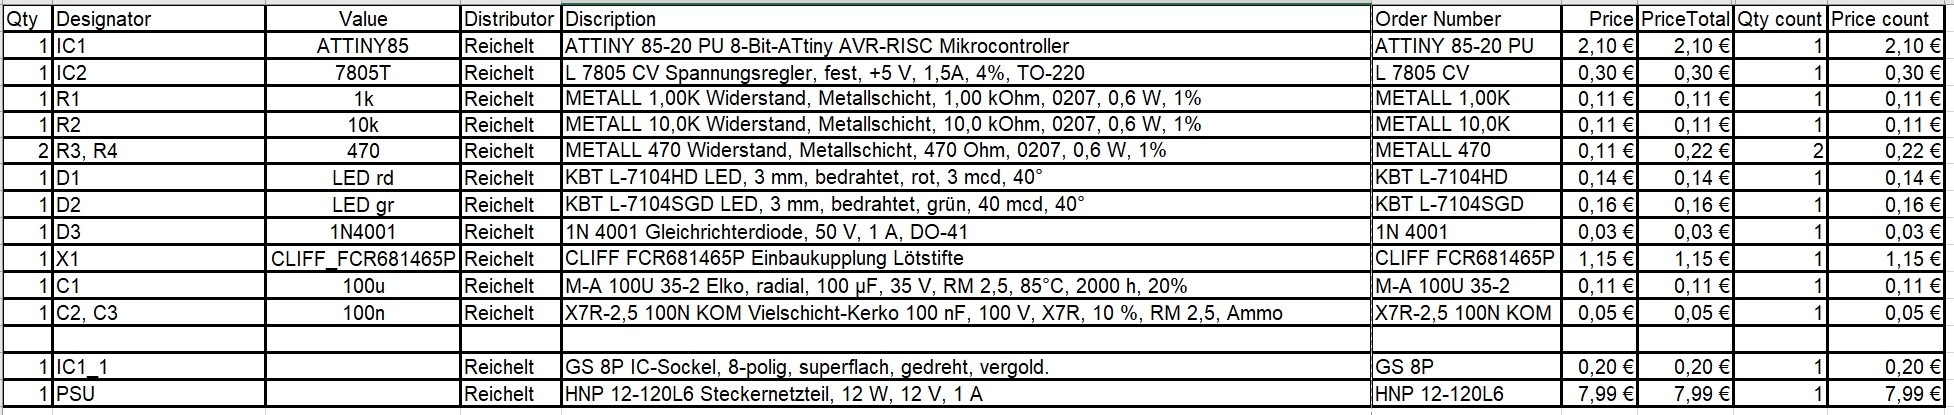 Qty Designator Value Distributor Discription Order Number Price PriceTotal Qty count Price count
1 IC1 ATTINY85 Reichelt ATTINY 85-20 PU 8-Bit-ATtiny AVR-RISC Mikrocontroller ATTINY 85-20 PU 2,10 € 2,10 € 1 2,10 €
1 IC2 7805T Reichelt L 7805 CV Spannungsregler, fest, +5 V, 1,5A, 4%, TO-220 L 7805 CV 0,30 € 0,30 € 1 0,30 €
1 R1 1k Reichelt METALL 1,00K Widerstand, Metallschicht, 1,00 kOhm, 0207, 0,6 W, 1% METALL 1,00K 0,11 € 0,11 € 1 0,11 €
1 R2 10k Reichelt METALL 10,0K Widerstand, Metallschicht, 10,0 kOhm, 0207, 0,6 W, 1% METALL 10,0K 0,11 € 0,11 € 1 0,11 €
2 R3, R4 470 Reichelt METALL 470 Widerstand, Metallschicht, 470 Ohm, 0207, 0,6 W, 1% METALL 470 0,11 € 0,22 € 2 0,22 €
1 D1 LED rd Reichelt KBT L-7104HD LED, 3 mm, bedrahtet, rot, 3 mcd, 40° KBT L-7104HD 0,14 € 0,14 € 1 0,14 €
1 D2 LED gr Reichelt KBT L-7104SGD LED, 3 mm, bedrahtet, grün, 40 mcd, 40° KBT L-7104SGD 0,16 € 0,16 € 1 0,16 €
1 D3 1N4001 Reichelt 1N 4001 Gleichrichterdiode, 50 V, 1 A, DO-41 1N 4001 0,03 € 0,03 € 1 0,03 €
1 X1 CLIFF_FCR681465P Reichelt CLIFF FCR681465P Einbaukupplung Lötstifte CLIFF FCR681465P 1,15 € 1,15 € 1 1,15 €
1 C1 100u Reichelt M-A 100U 35-2 Elko, radial, 100 µF, 35 V, RM 2,5, 85°C, 2000 h, 20% M-A 100U 35-2 0,11 € 0,11 € 1 0,11 €
1 C2, C3 100n Reichelt X7R-2,5 100N KOM Vielschicht-Kerko 100 nF, 100 V, X7R, 10 %, RM 2,5, Ammo X7R-2,5 100N KOM 0,05 € 0,05 € 1 0,05 €
1 IC1_1 Reichelt GS 8P IC-Sockel, 8-polig, superflach, gedreht, vergold. GS 8P 0,20 € 0,20 € 1 0,20 €
1 PSU Reichelt HNP 12-120L6 Steckernetzteil, 12 W, 12 V, 1 A HNP 12-120L6 7,99 € 7,99 € 1 7,99 €